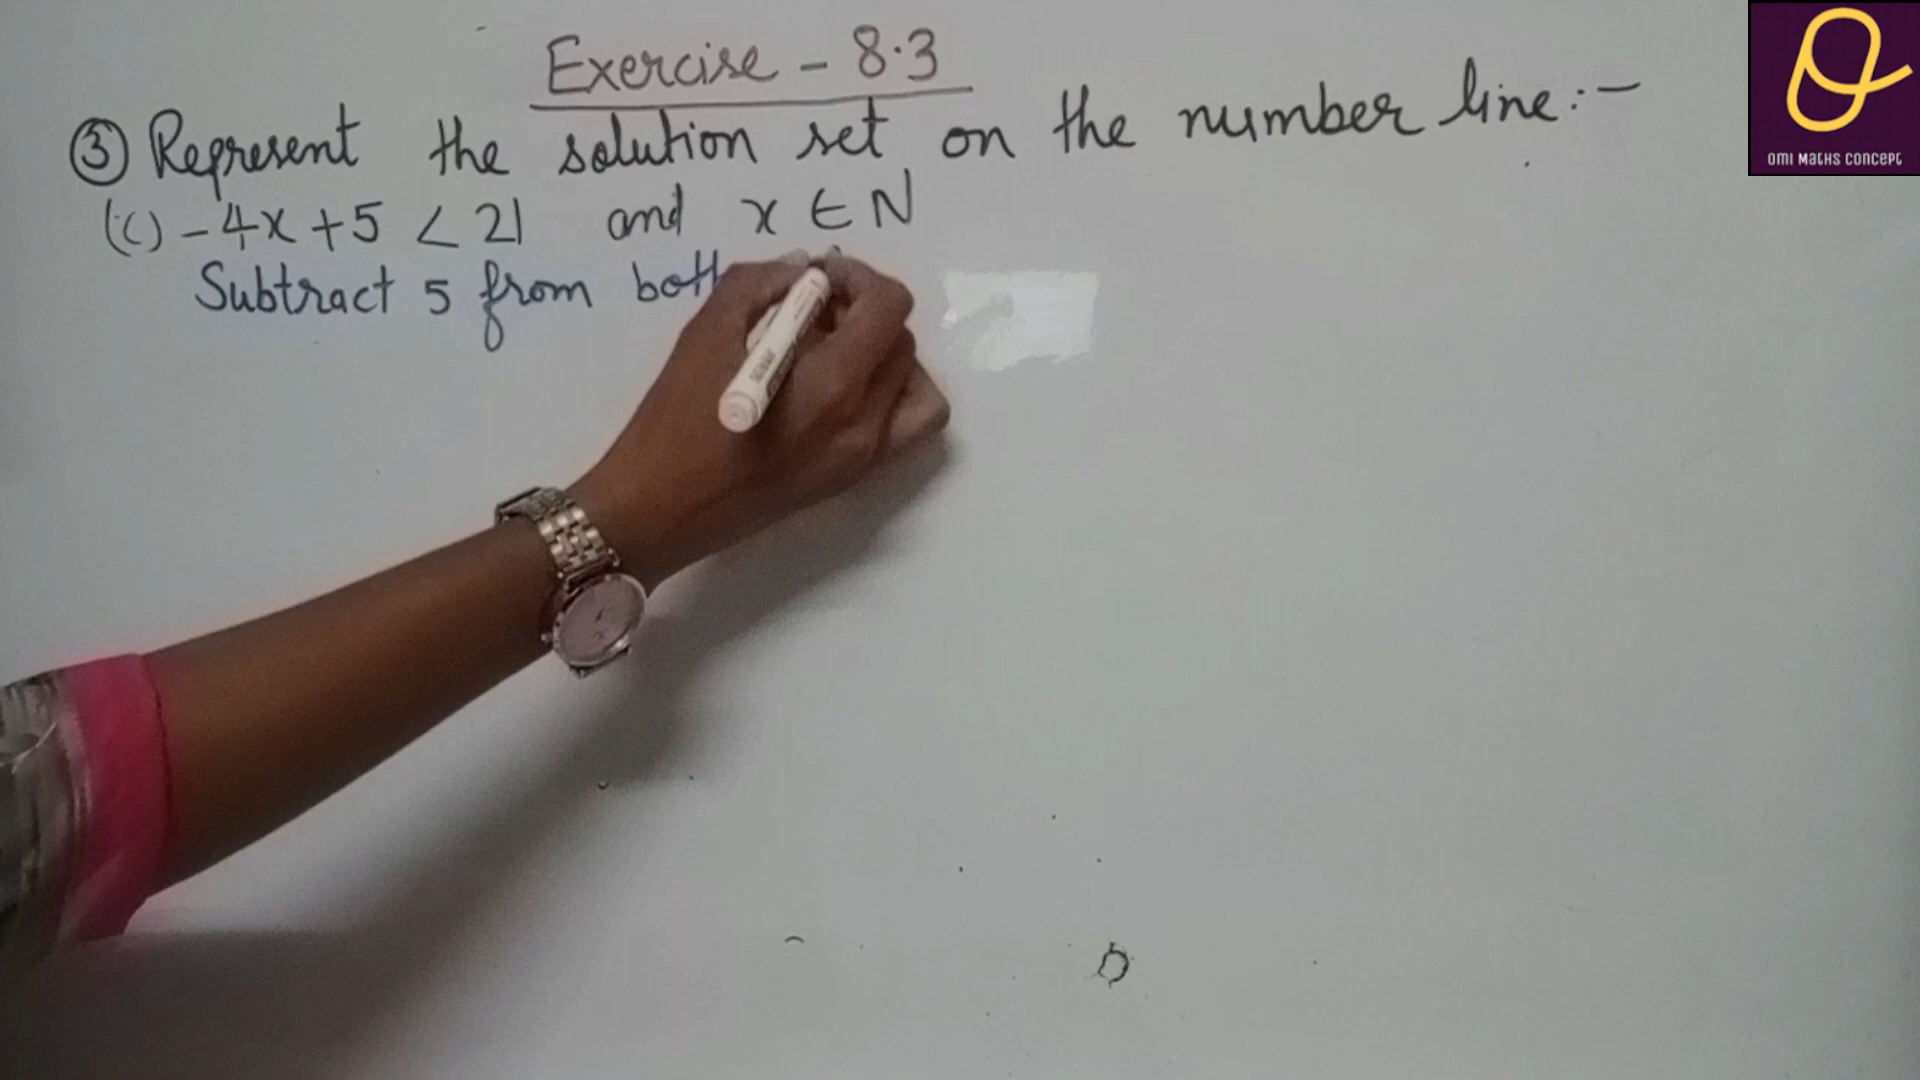 Exercise - 8.3
③ Represent the solution set on the number line:-
(c) -4x + 5 < 21 and x ∈ N
Subtract 5 from both
OMI MATHS CONCEPT